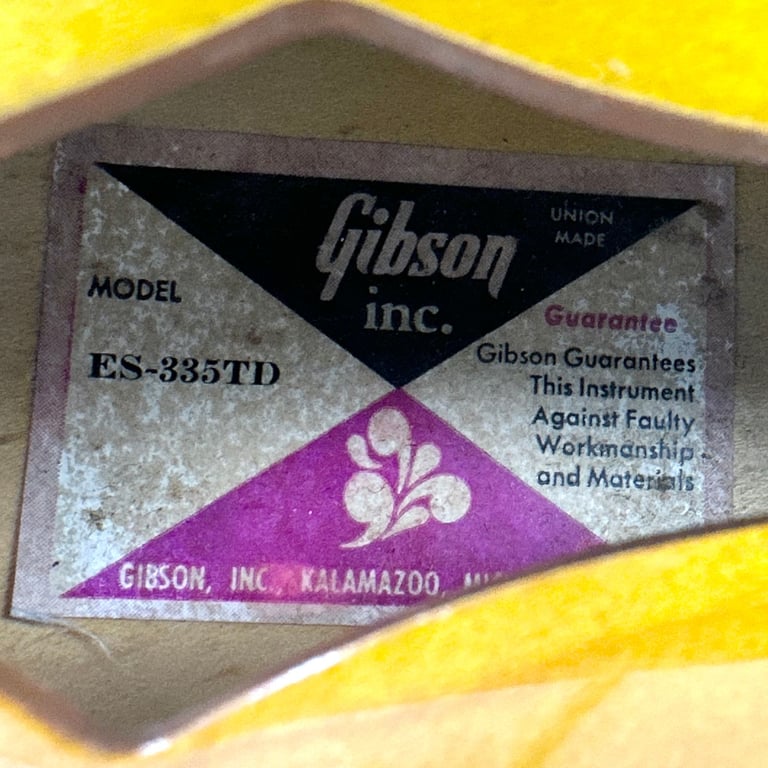 Gibson
inc.
UNION
MADE
MODEL
ES-335TD
Guarantee
Gibson Guarantees
This Instrument
Against Faulty
Workmanship
and Materials
GIBSON, INC., KALAMAZOO,